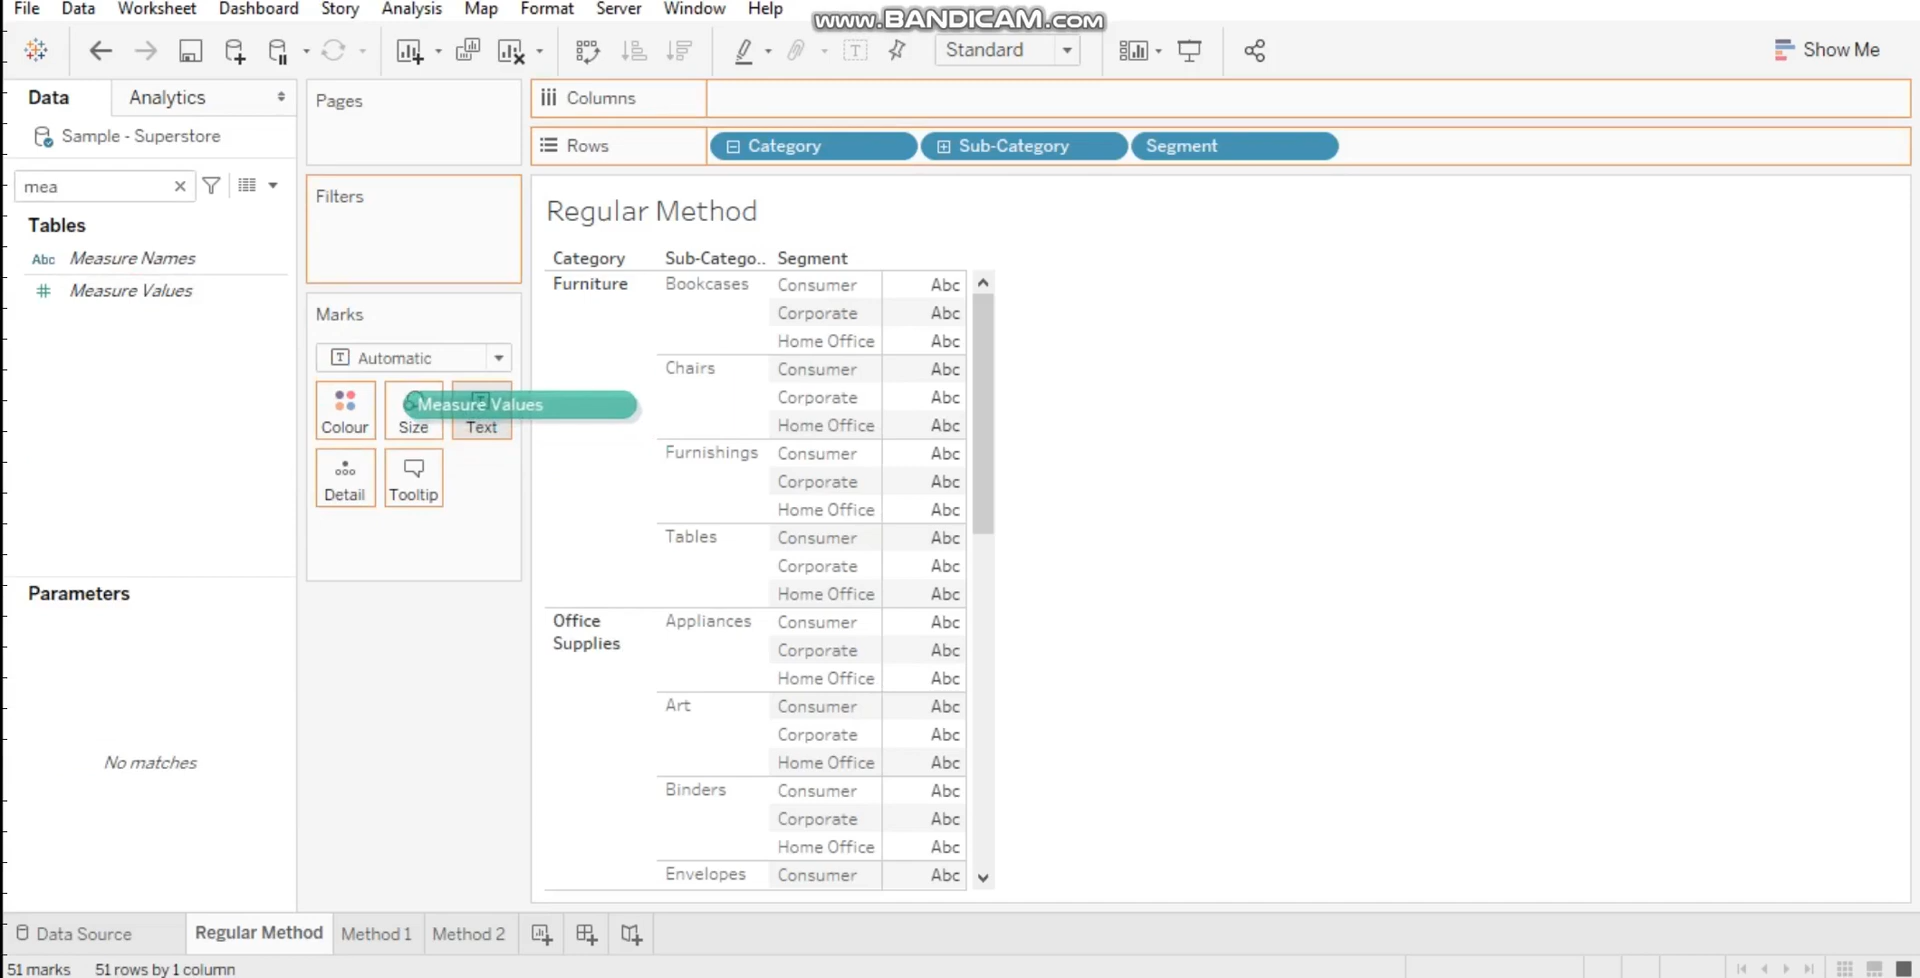 File Data Worksheet Dashboard Story Analysis Map Format Server Window Help
www.BANDICAM.com
Standard
Show Me
Data Analytics
Sample - Superstore
mea
Tables
Abc Measure Names
# Measure Values
Parameters
No matches
Pages
Filters
Marks
Automatic
Measure Values
Colour Size Text
Detail Tooltip
Columns
Rows Category Sub-Category Segment
Regular Method
Category Sub-Catego.. Segment
Furniture Bookcases Consumer Abc
Corporate Abc
Home Office Abc
Chairs Consumer Abc
Corporate Abc
Home Office Abc
Furnishings Consumer Abc
Corporate Abc
Home Office Abc
Tables Consumer Abc
Corporate Abc
Home Office Abc
Office Supplies Appliances Consumer Abc
Corporate Abc
Home Office Abc
Art Consumer Abc
Corporate Abc
Home Office Abc
Binders Consumer Abc
Corporate Abc
Home Office Abc
Envelopes Consumer Abc
Data Source Regular Method Method 1 Method 2
51 marks 51 rows by 1 column